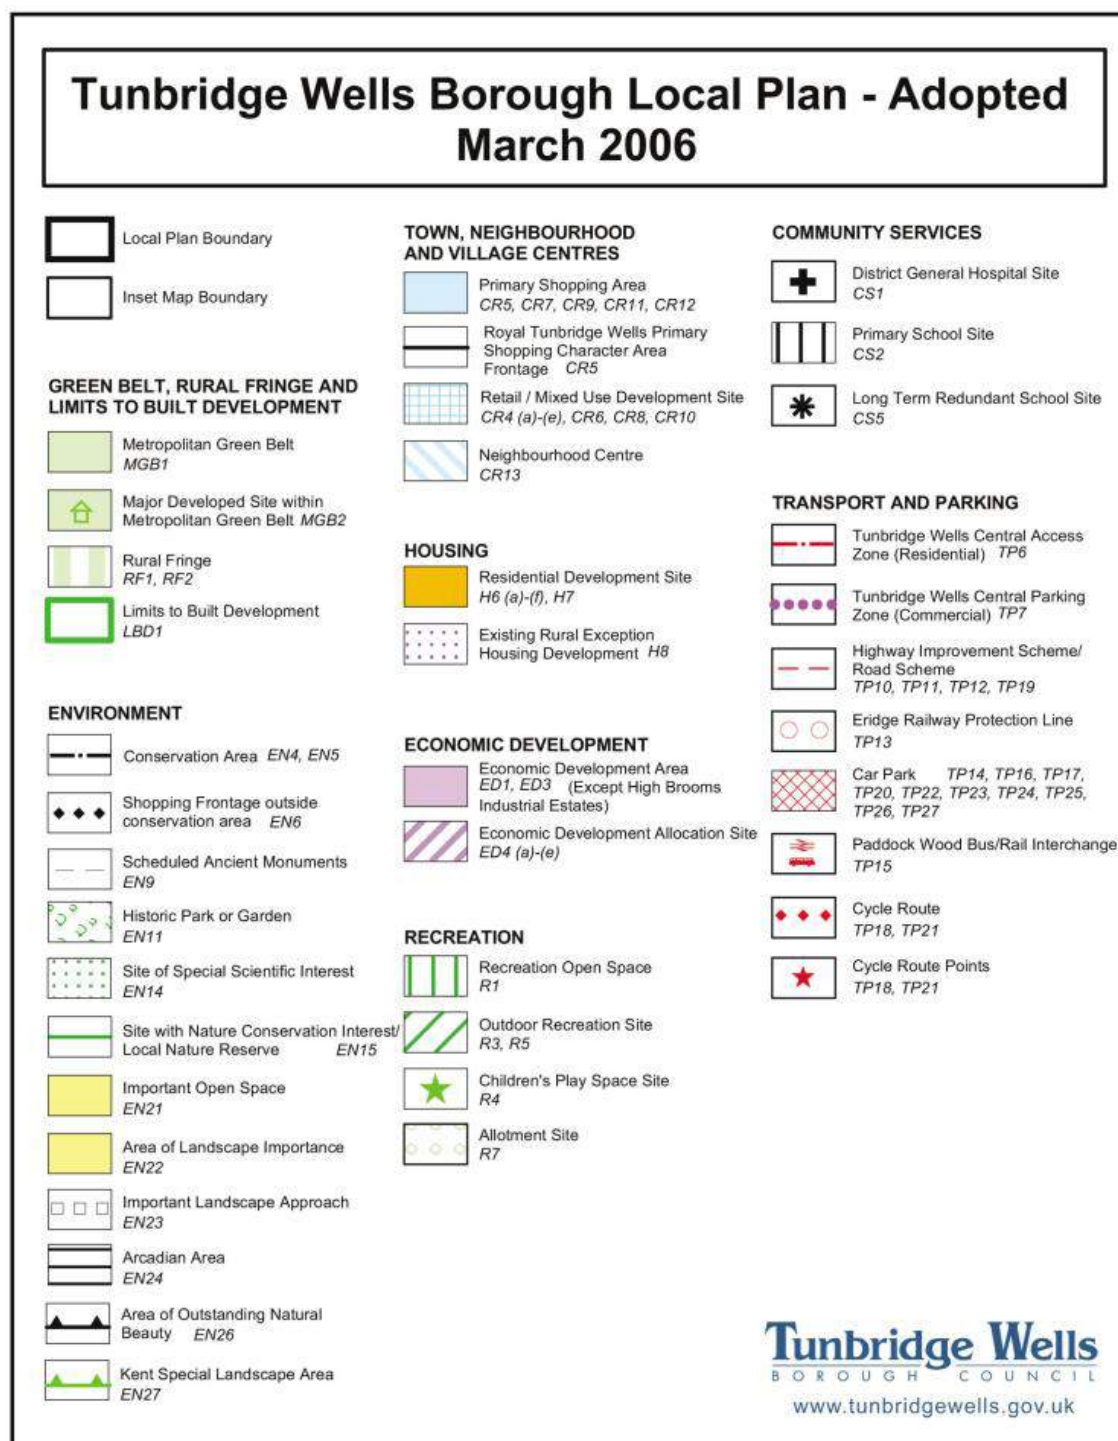 Tunbridge Wells Borough Local Plan - Adopted
March 2006
Local Plan Boundary
Inset Map Boundary
GREEN BELT, RURAL FRINGE AND
LIMITS TO BUILT DEVELOPMENT
Metropolitan Green Belt
MGB1
Major Developed Site within
Metropolitan Green Belt MGB2
Rural Fringe
RF1, RF2
Limits to Built Development
LBD1
ENVIRONMENT
Conservation Area EN4, EN5
Shopping Frontage outside
conservation area EN6
Scheduled Ancient Monuments
EN9
Historic Park or Garden
EN11
Site of Special Scientific Interest
EN14
Site with Nature Conservation Interest/
Local Nature Reserve EN15
Important Open Space
EN21
Area of Landscape Importance
EN22
Important Landscape Approach
EN23
Arcadian Area
EN24
Area of Outstanding Natural
Beauty EN26
Kent Special Landscape Area
EN27
TOWN, NEIGHBOURHOOD
AND VILLAGE CENTRES
Primary Shopping Area
CR5, CR7, CR9, CR11, CR12
Royal Tunbridge Wells Primary
Shopping Character Area
Frontage CR5
Retail / Mixed Use Development Site
CR4 (a)-(e), CR6, CR8, CR10
Neighbourhood Centre
CR13
HOUSING
Residential Development Site
H6 (a)-(f), H7
Existing Rural Exception
Housing Development H8
ECONOMIC DEVELOPMENT
Economic Development Area
ED1, ED3 (Except High Brooms
Industrial Estates)
Economic Development Allocation Site
ED4 (a)-(e)
RECREATION
Recreation Open Space
R1
Outdoor Recreation Site
R3, R5
Children's Play Space Site
R4
Allotment Site
R7
COMMUNITY SERVICES
District General Hospital Site
CS1
Primary School Site
CS2
Long Term Redundant School Site
CS5
TRANSPORT AND PARKING
Tunbridge Wells Central Access
Zone (Residential) TP6
Tunbridge Wells Central Parking
Zone (Commercial) TP7
Highway Improvement Scheme/
Road Scheme
TP10, TP11, TP12, TP19
Eridge Railway Protection Line
TP13
Car Park TP14, TP16, TP17,
TP20, TP22, TP23, TP24, TP25,
TP26, TP27
Paddock Wood Bus/Rail Interchange
TP15
Cycle Route
TP18, TP21
Cycle Route Points
TP18, TP21
Tunbridge Wells
BOROUGH COUNCIL
www.tunbridgewells.gov.uk